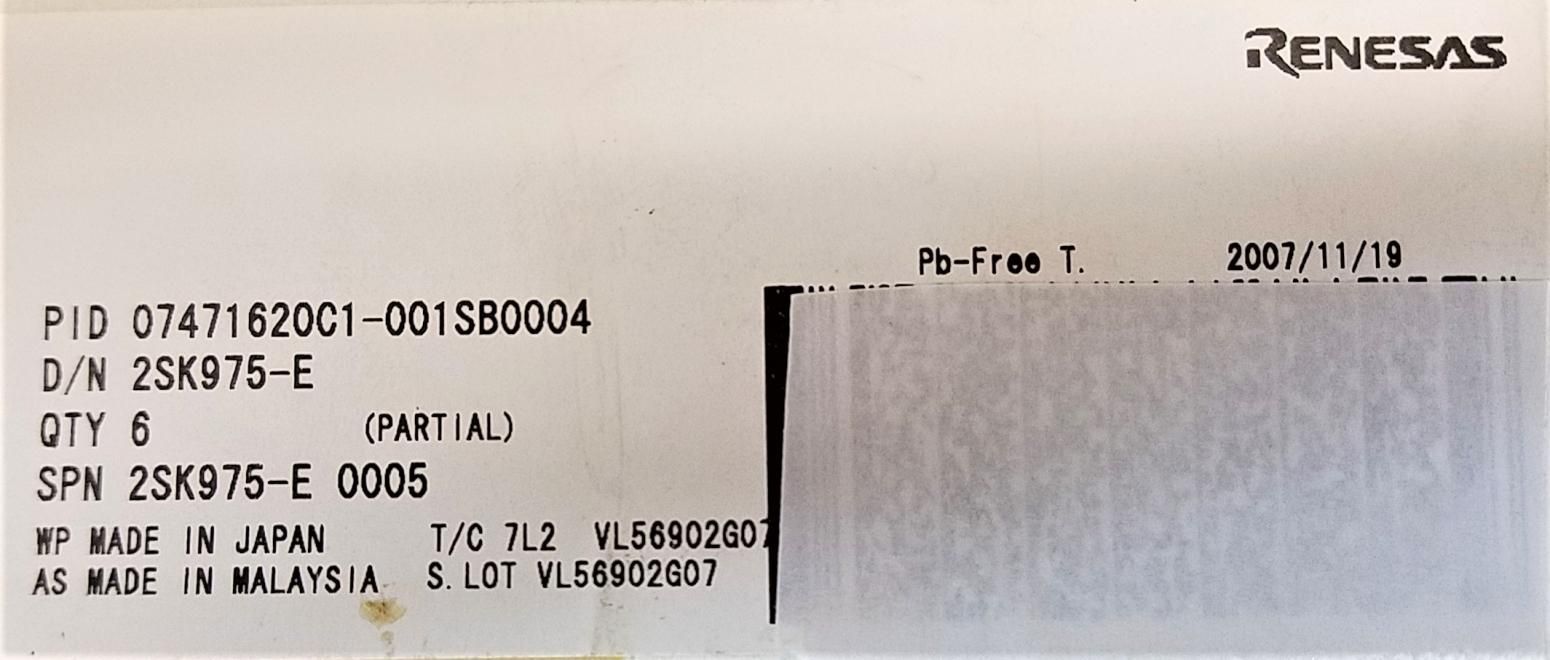 RENESAS
Pb-Free T. 2007/11/19
PID 07471620C1-001SB0004
D/N 2SK975-E
QTY 6 (PARTIAL)
SPN 2SK975-E 0005
WP MADE IN JAPAN T/C 7L2 VL56902G07
AS MADE IN MALAYSIA S.LOT VL56902G07